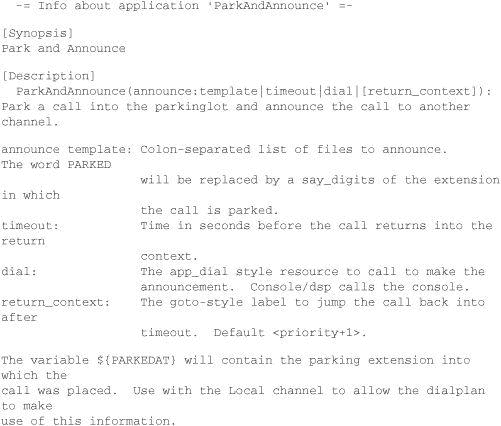 -= Info about application 'ParkAndAnnounce' =-
[Synopsis]
Park and Announce
[Description]
ParkAndAnnounce(announce:template|timeout|dial|[return_context]):
Park a call into the parkinglot and announce the call to another
channel.
announce template: Colon-separated list of files to announce.
The word PARKED
will be replaced by a say_digits of the extension
in which
the call is parked.
timeout: Time in seconds before the call returns into the
return
context.
dial: The app_dial style resource to call to make the
announcement. Console/dsp calls the console.
return_context: The goto-style label to jump the call back into
after
timeout. Default <priority+1>.
The variable ${PARKEDAT} will contain the parking extension into
which the
call was placed. Use with the Local channel to allow the dialplan
to make
use of this information.